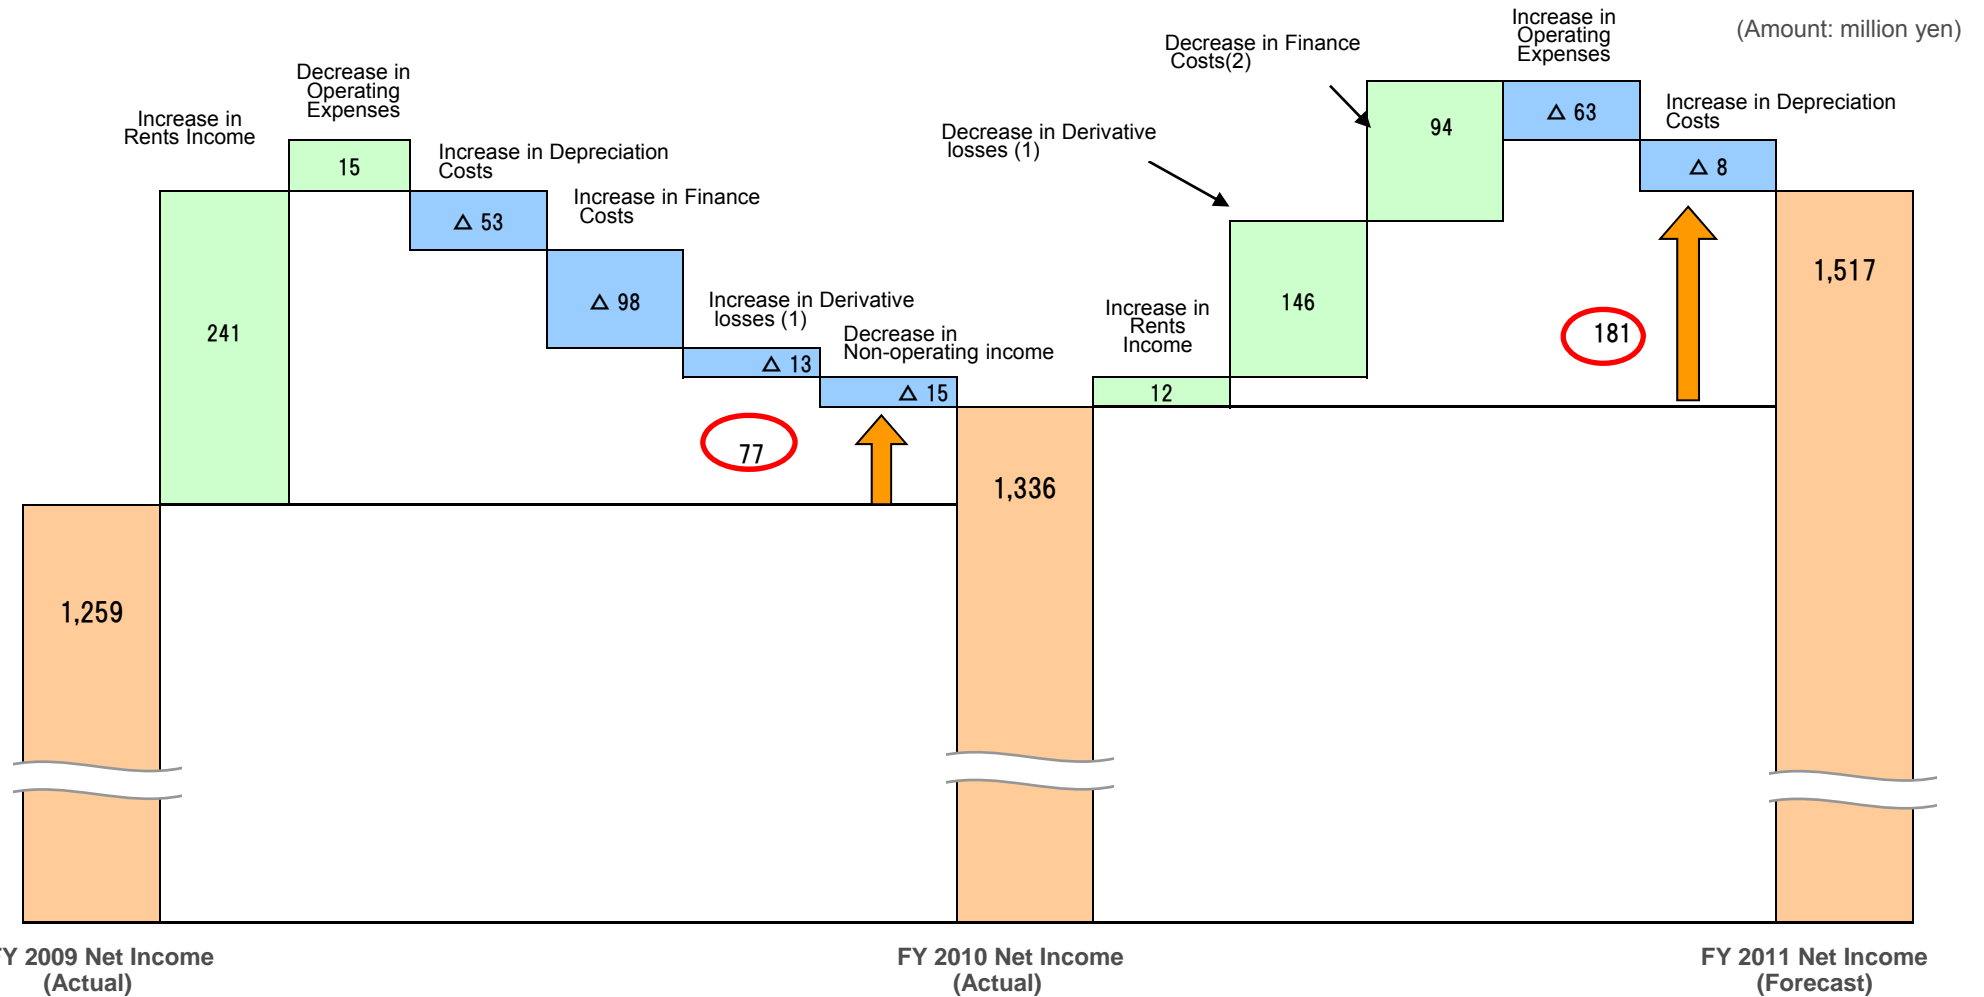 (Amount: million yen)
Increase in
Rents Income
Decrease in
Operating
Expenses
Increase in Depreciation
Costs
Increase in Finance
Costs
Increase in Derivative
losses (1)
Decrease in
Non-operating income
Increase in
Rents
Income
Decrease in Derivative
losses (1)
Decrease in Finance
Costs(2)
Increase in
Operating
Expenses
Increase in Depreciation
Costs
1,259
241
15
△ 53
△ 98
△ 13
△ 15
77
1,336
12
146
94
△ 63
△ 8
181
1,517
FY 2009 Net Income
(Actual)
FY 2010 Net Income
(Actual)
FY 2011 Net Income
(Forecast)